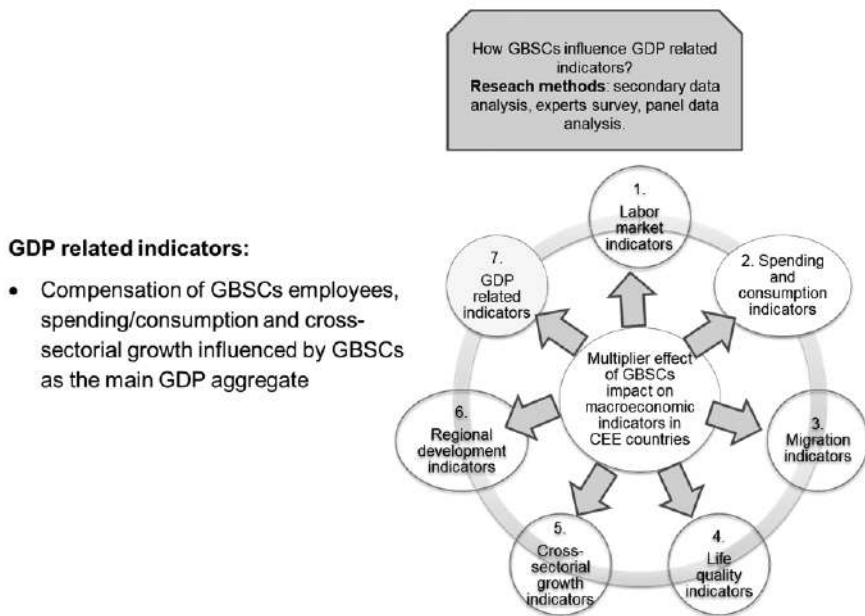 How GBSCs influence GDP related
indicators?
Reseach methods: secondary data
analysis, experts survey, panel data
analysis.
GDP related indicators:
• Compensation of GBSCs employees,
spending/consumption and cross-
sectorial growth influenced by GBSCs
as the main GDP aggregate
1.
Labor
market
indicators
2. Spending
and
consumption
indicators
3.
Migration
indicators
4.
Life
quality
indicators
5.
Cross-
sectorial
growth
indicators
6.
Regional
development
indicators
7.
GDP
related
indicators
Multiplier effect
of GBSCs
impact on
macroeconomic
indicators in
CEE countries